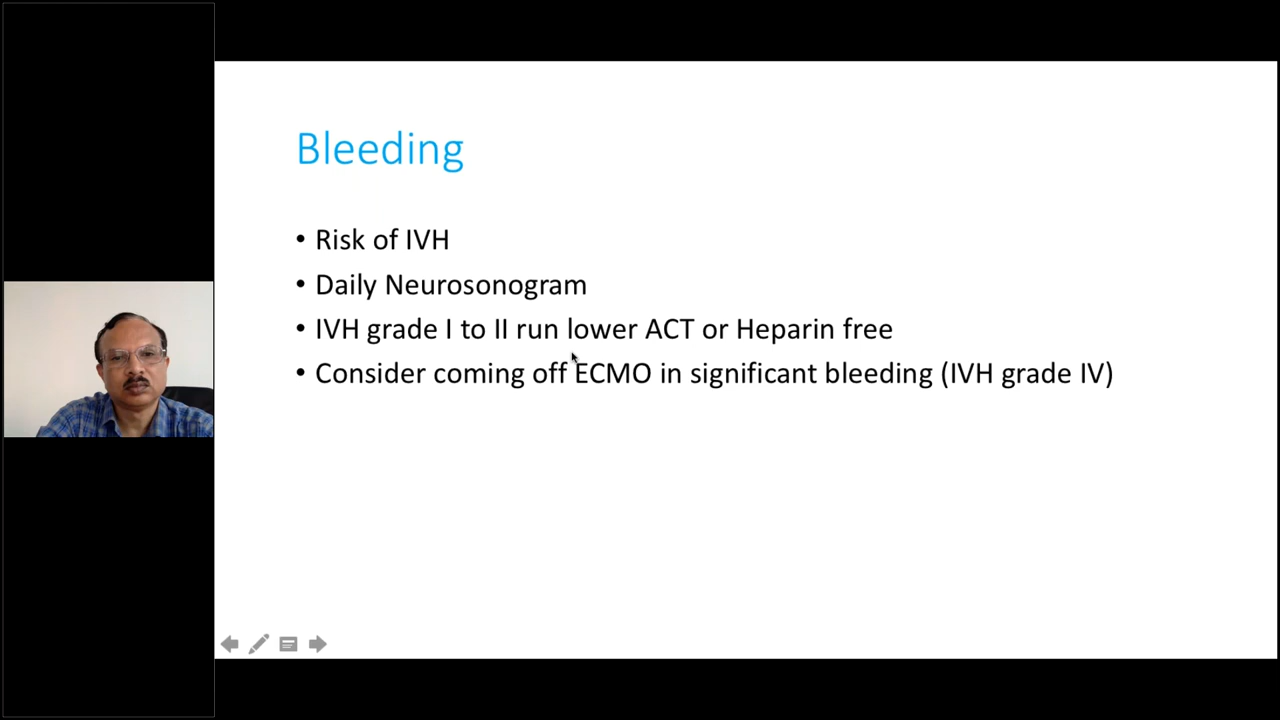 Bleeding
• Risk of IVH
• Daily Neurosonogram
• IVH grade I to II run lower ACT or Heparin free
• Consider coming off ECMO in significant bleeding (IVH grade IV)